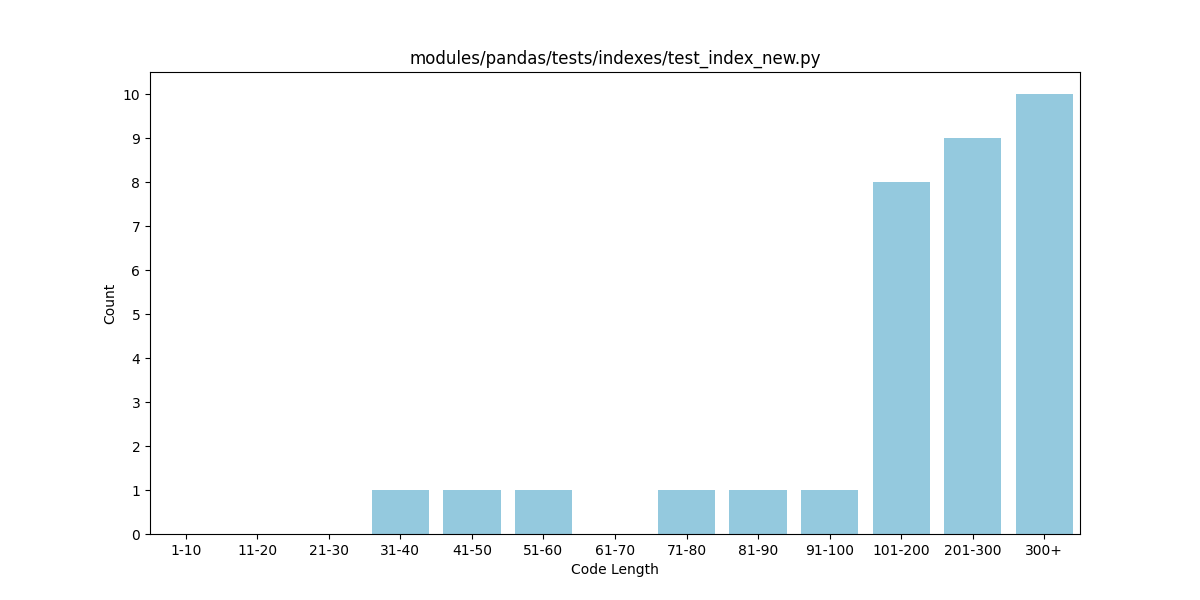 modules/pandas/tests/indexes/test_index_new.py
10
9
8
7
6
5
4
3
2
1
0
Count
1-10 11-20 21-30 31-40 41-50 51-60 61-70 71-80 81-90 91-100 101-200 201-300 300+
Code Length